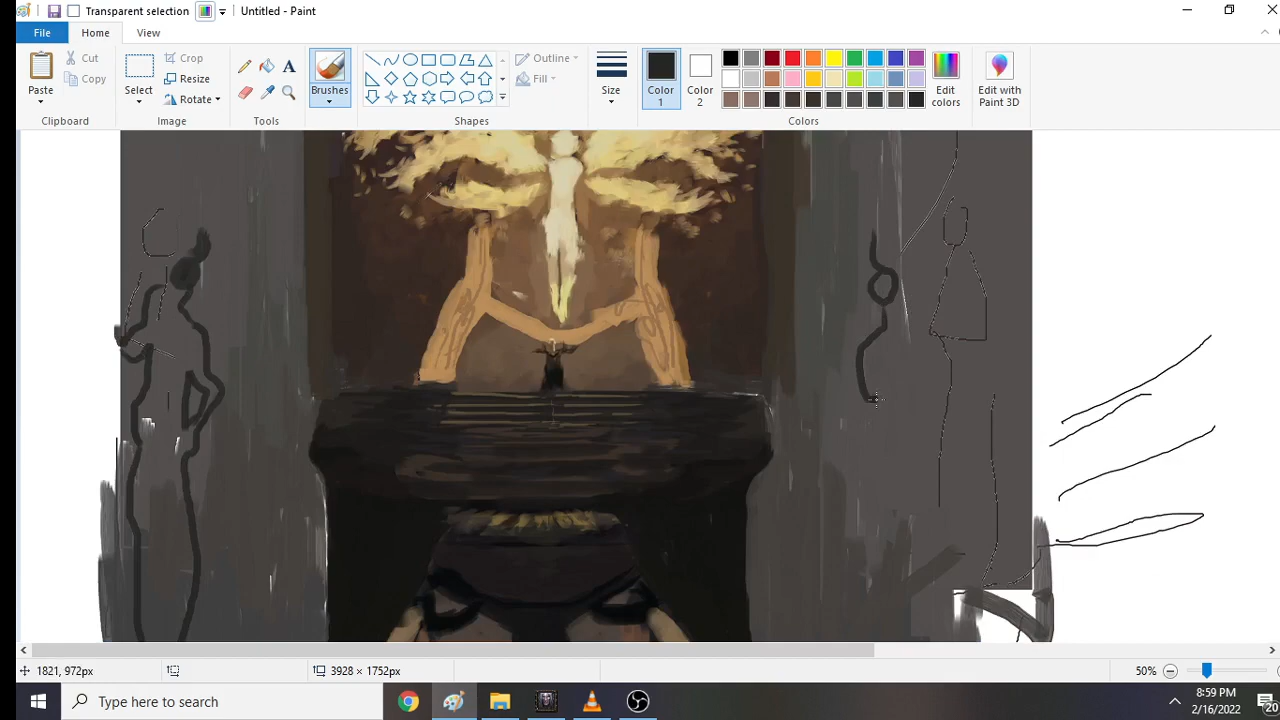 Transparent selection Untitled - Paint
File Home View
Paste Cut Copy Clipboard
Select Crop Resize Rotate Image
Tools
Brushes
Outline Fill Shapes
Size
Color 1 Color 2 Edit colors Colors
Edit with Paint 3D
1821, 972px 3928 × 1752px 50%
Type here to search
8:59 PM
2/16/2022
20